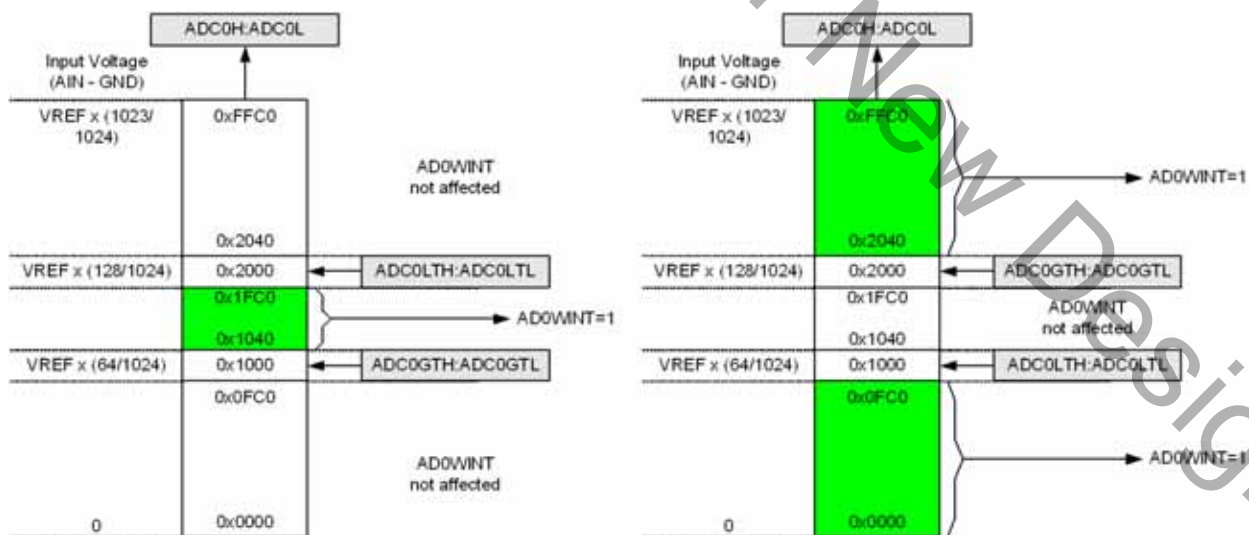 ADC0H:ADC0L
Input Voltage
(AIN - GND)
VREF x (1023/
1024)
0xFFC0
AD0WINT
not affected
0x2040
VREF x (128/1024)
0x2000
ADC0LTH:ADC0LTL
0x1FC0
AD0WINT=1
0x1040
VREF x (64/1024)
0x1000
ADC0GTH:ADC0GTL
0x0FC0
AD0WINT
not affected
0
0x0000
ADC0H:ADC0L
Input Voltage
(AIN - GND)
VREF x (1023/
1024)
0xFFC0
AD0WINT=1
0x2040
VREF x (128/1024)
0x2000
ADC0GTH:ADC0GTL
0x1FC0
AD0WINT
not affected
0x1040
VREF x (64/1024)
0x1000
ADC0LTH:ADC0LTL
0x0FC0
AD0WINT=1
0
0x0000
New Desig